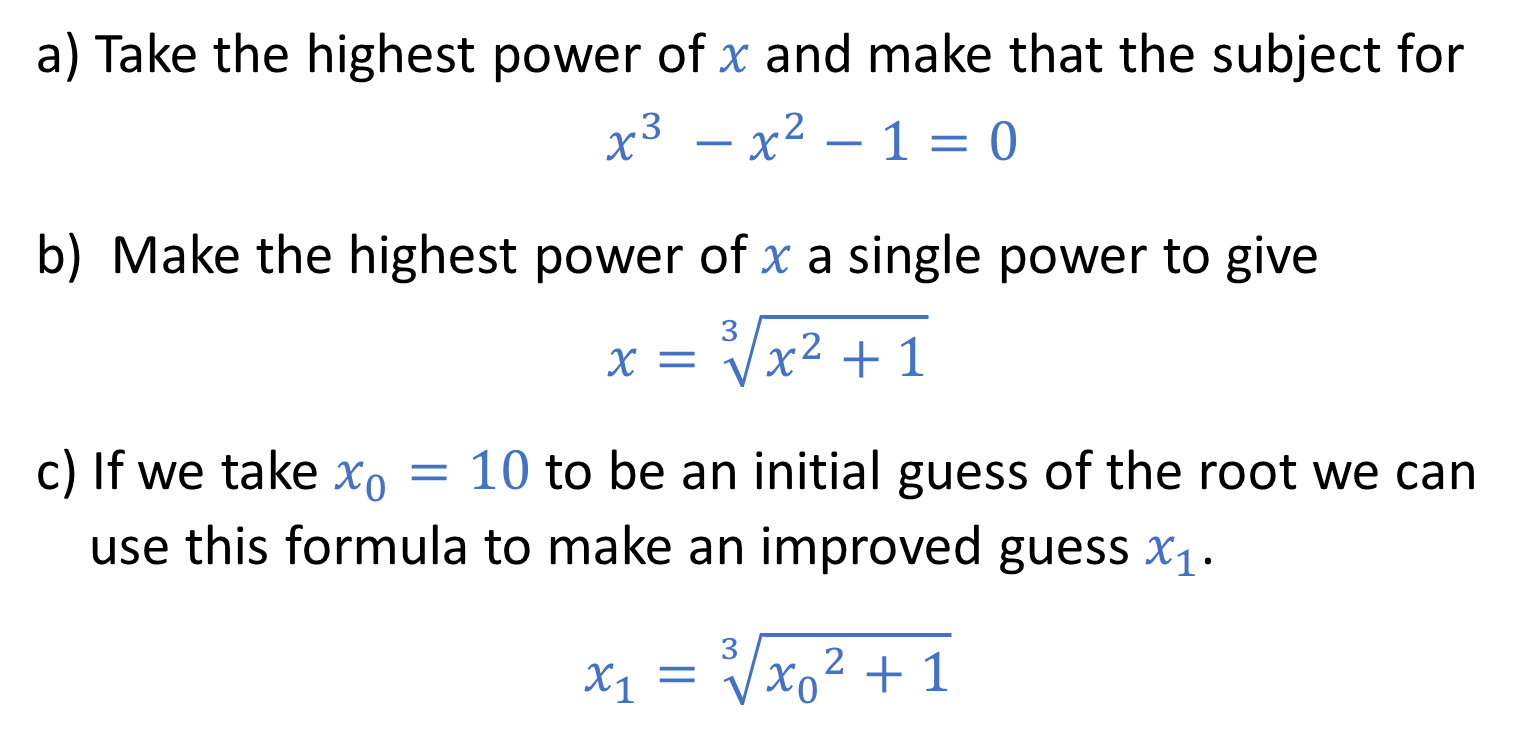 a) Take the highest power of x and make that the subject for
x³ − x² − 1 = 0
b) Make the highest power of x a single power to give
x = ∛(x² + 1)
c) If we take x₀ = 10 to be an initial guess of the root we can
use this formula to make an improved guess x₁.
x₁ = ∛(x₀² + 1)